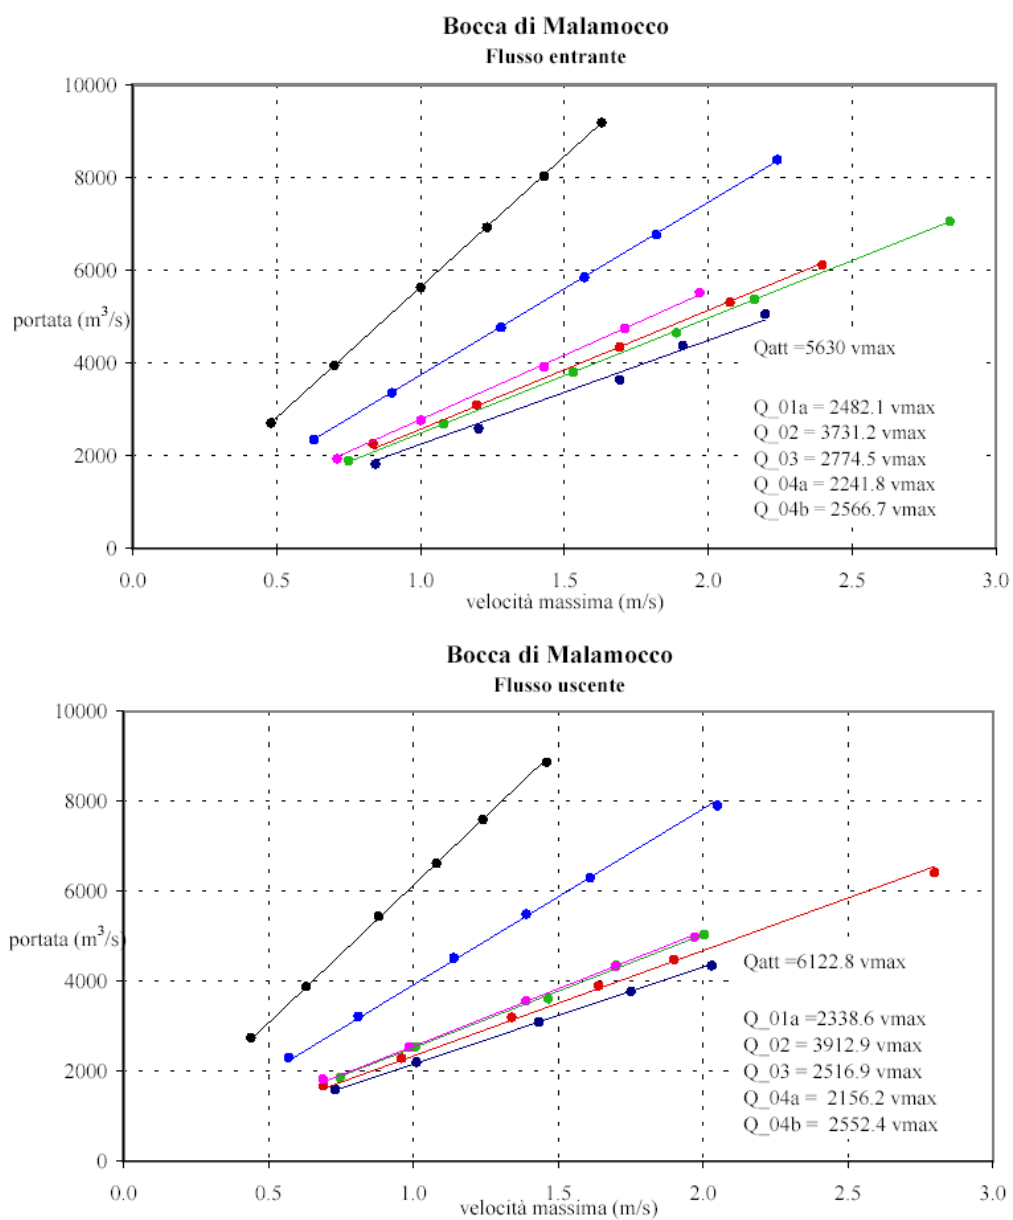 Bocca di Malamocco
Flusso entrante
10000
8000
6000
portata (m³/s)
4000
2000
0
Qatt =5630 vmax
Q_01a = 2482.1 vmax
Q_02 = 3731.2 vmax
Q_03 = 2774.5 vmax
Q_04a = 2241.8 vmax
Q_04b = 2566.7 vmax
0.0 0.5 1.0 1.5 2.0 2.5 3.0
velocità massima (m/s)
Bocca di Malamocco
Flusso uscente
10000
8000
6000
portata (m³/s)
4000
2000
0
Qatt =6122.8 vmax
Q_01a =2338.6 vmax
Q_02 = 3912.9 vmax
Q_03 = 2516.9 vmax
Q_04a = 2156.2 vmax
Q_04b = 2552.4 vmax
0.0 0.5 1.0 1.5 2.0 2.5 3.0
velocità massima (m/s)